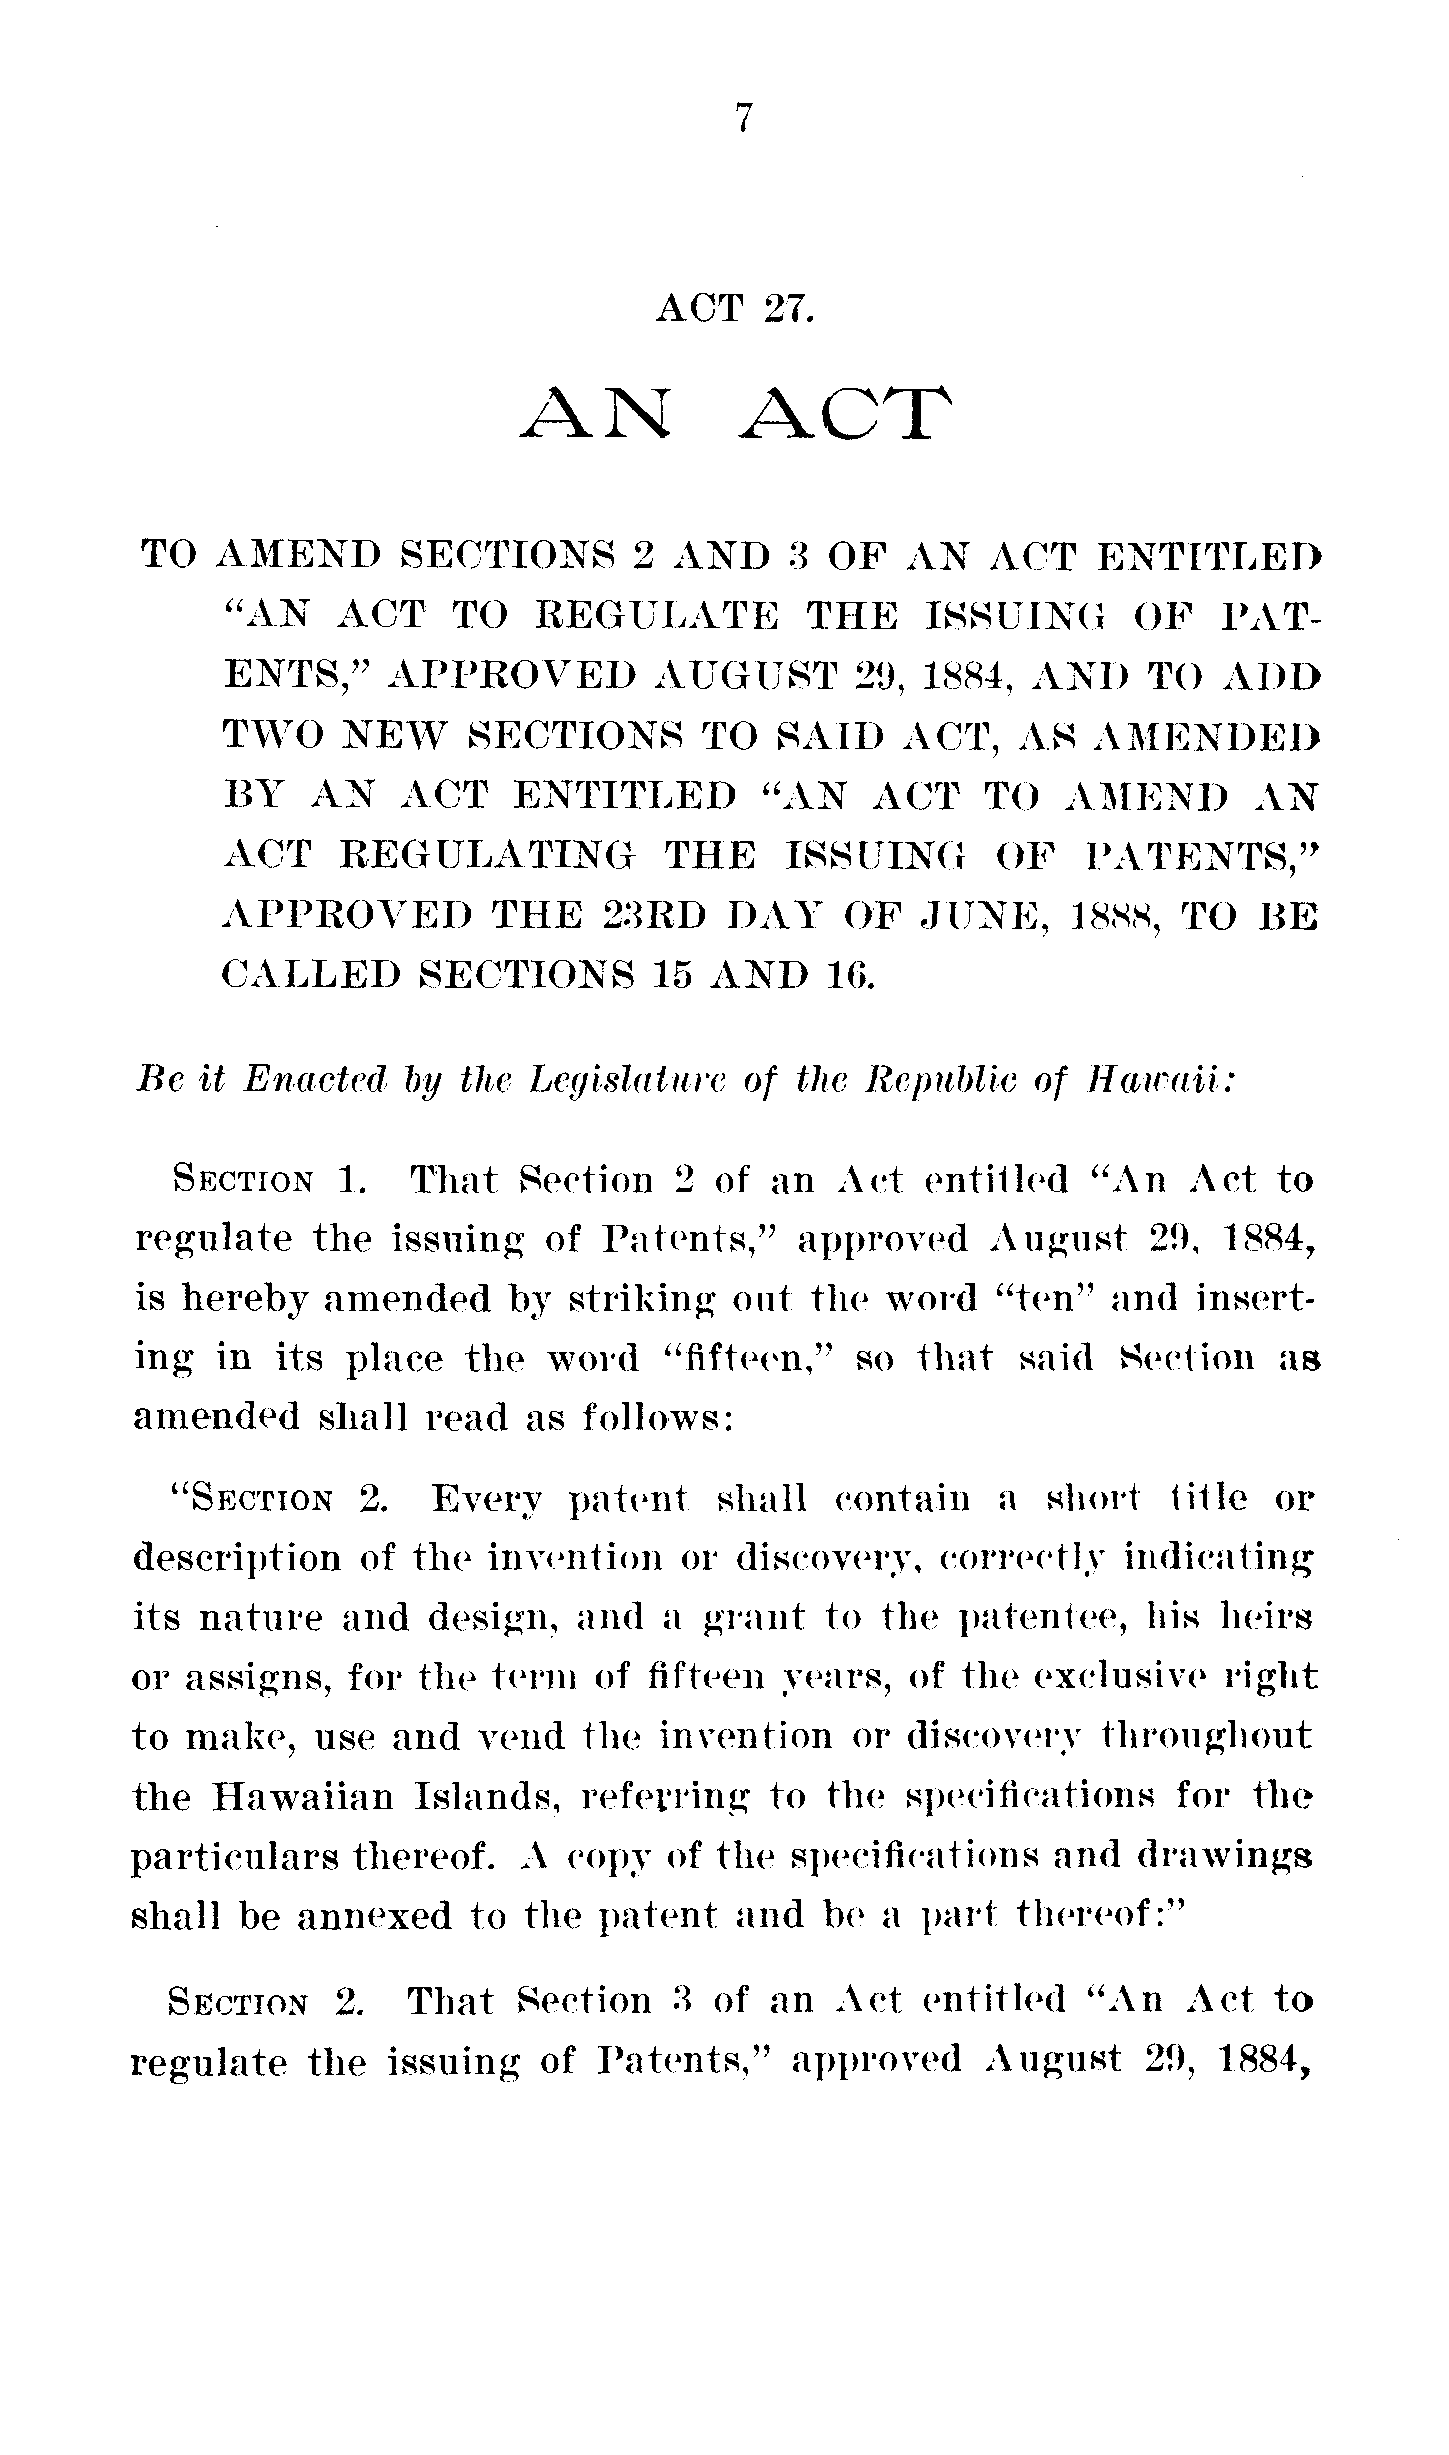 7
ACT 27.
AN ACT
TO AMEND SECTIONS 2 AND 3 OF AN ACT ENTITLED
“AN ACT TO REGULATE THE ISSUING OF PAT-
ENTS,” APPROVED AUGUST 29, 1884, AND TO ADD
TWO NEW SECTIONS TO SAID ACT, AS AMENDED
BY AN ACT ENTITLED “AN ACT TO AMEND AN
ACT REGULATING THE ISSUING OF PATENTS,”
APPROVED THE 23RD DAY OF JUNE, 1888, TO BE
CALLED SECTIONS 15 AND 16.
Be it Enacted by the Legislature of the Republic of Hawaii:
SECTION 1. That Section 2 of an Act entitled “An Act to
regulate the issuing of Patents,” approved August 29, 1884,
is hereby amended by striking out the word “ten” and insert-
ing in its place the word “fifteen,” so that said Section as
amended shall read as follows:
“SECTION 2. Every patent shall contain a short title or
description of the invention or discovery, correctly indicating
its nature and design, and a grant to the patentee, his heirs
or assigns, for the term of fifteen years, of the exclusive right
to make, use and vend the invention or discovery throughout
the Hawaiian Islands, referring to the specifications for the
particulars thereof. A copy of the specifications and drawings
shall be annexed to the patent and be a part thereof:”
SECTION 2. That Section 3 of an Act entitled “An Act to
regulate the issuing of Patents,” approved August 29, 1884,